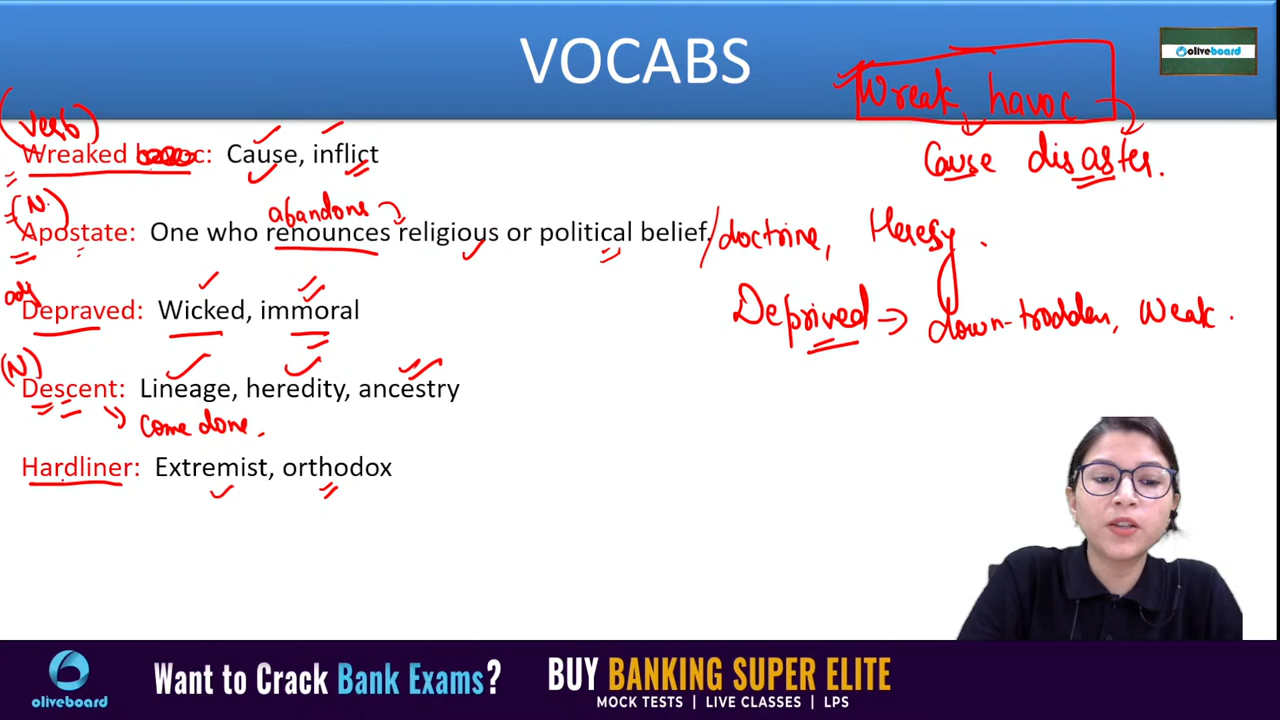 VOCABS
oliveboard
Wreak havoc
Cause disaster.
(Verb)
Wreaked havoc: Cause, inflict
(N)
abandons
Apostate: One who renounces religious or political belief./doctrine, Heresy.
adj
Depraved: Wicked, immoral
Deprived → down-trodden, Weak.
(N)
Descent: Lineage, heredity, ancestry
come done.
Hardliner: Extremist, orthodox
oliveboard
Want to Crack Bank Exams?
BUY BANKING SUPER ELITE
MOCK TESTS | LIVE CLASSES | LPS